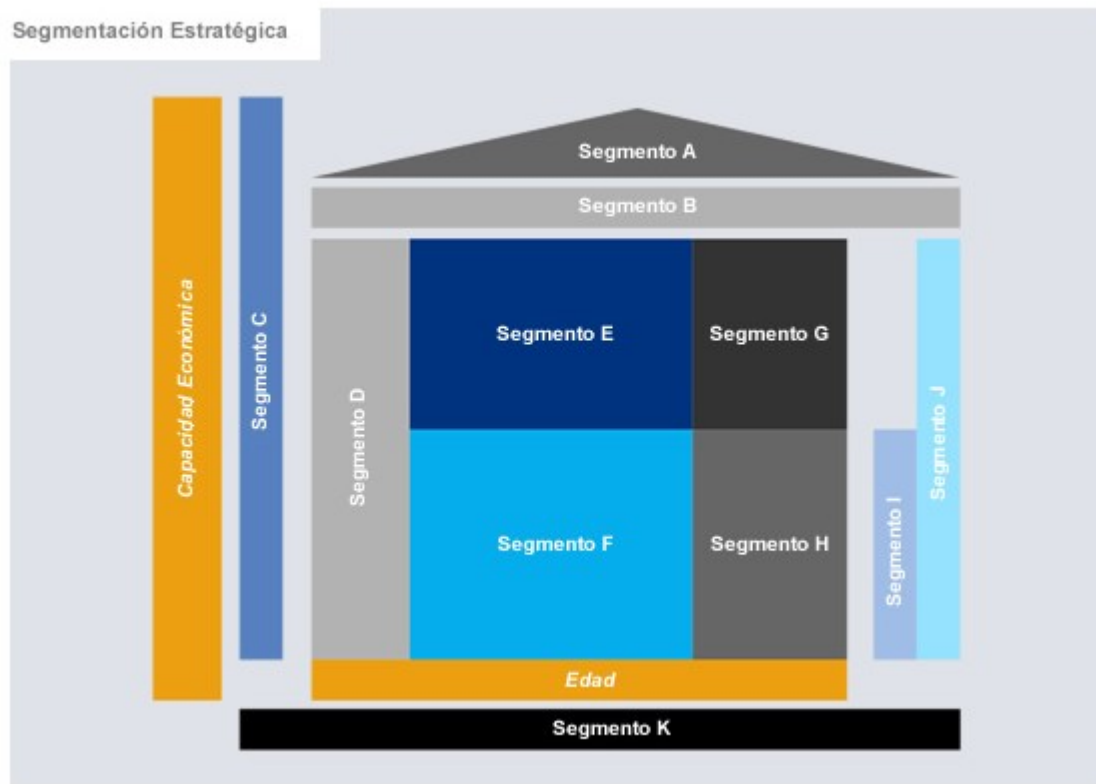 Segmentación Estratégica
Segmento A
Segmento B
Capacidad Económica
Segmento C
Segmento D
Segmento E
Segmento G
Segmento F
Segmento H
Segmento I
Segmento J
Edad
Segmento K